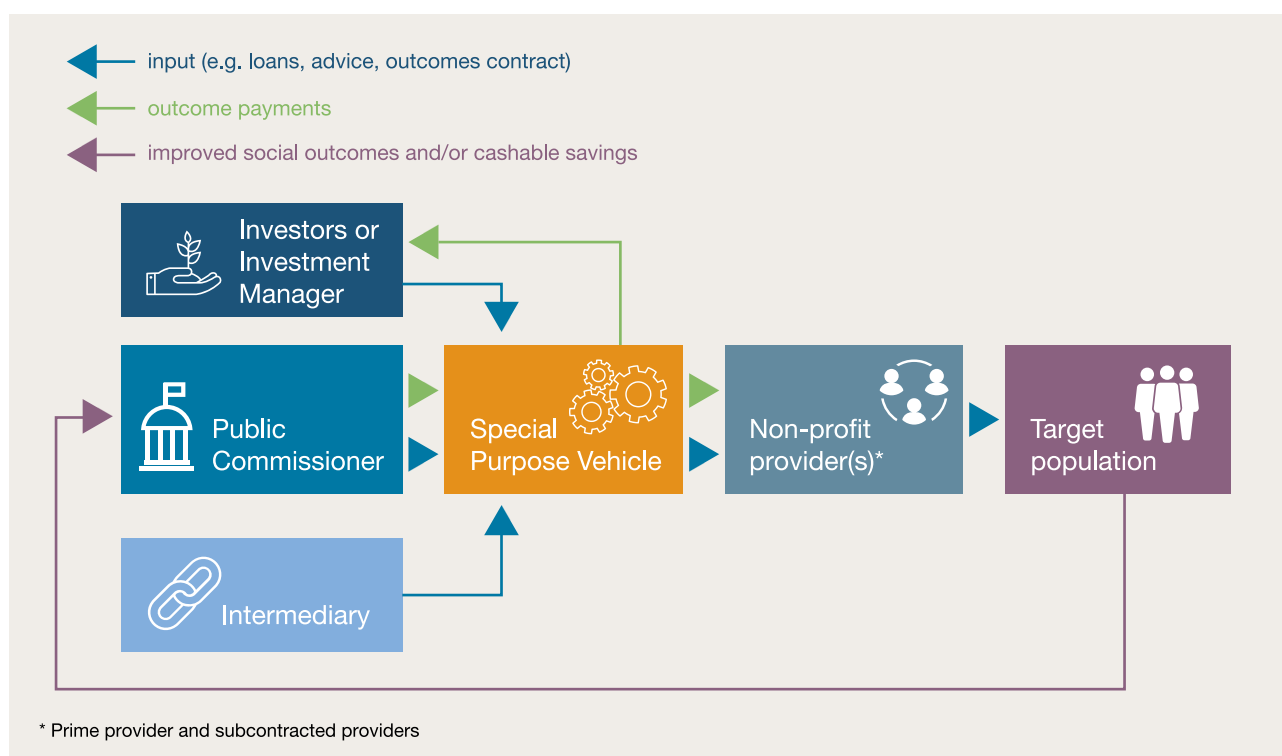 input (e.g. loans, advice, outcomes contract)
outcome payments
improved social outcomes and/or cashable savings
Investors or
Investment
Manager
Public
Commissioner
Special
Purpose Vehicle
Non-profit
provider(s)*
Target
population
Intermediary
* Prime provider and subcontracted providers